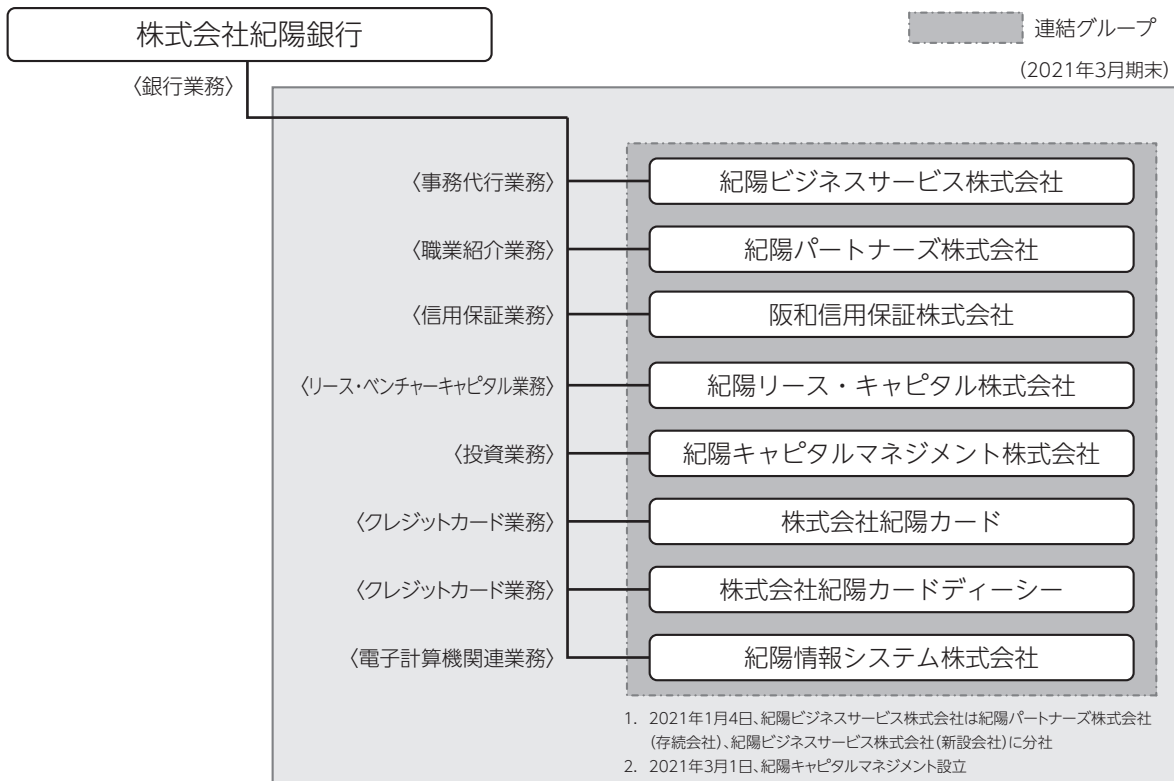 株式会社紀陽銀行
連結グループ
(2021年3月期末)
〈銀行業務〉
〈事務代行業務〉 紀陽ビジネスサービス株式会社
〈職業紹介業務〉 紀陽パートナーズ株式会社
〈信用保証業務〉 阪和信用保証株式会社
〈リース・ベンチャーキャピタル業務〉 紀陽リース・キャピタル株式会社
〈投資業務〉 紀陽キャピタルマネジメント株式会社
〈クレジットカード業務〉 株式会社紀陽カード
〈クレジットカード業務〉 株式会社紀陽カードディーシー
〈電子計算機関連業務〉 紀陽情報システム株式会社
1. 2021年1月4日、紀陽ビジネスサービス株式会社は紀陽パートナーズ株式会社
(存続会社)、紀陽ビジネスサービス株式会社(新設会社)に分社
2. 2021年3月1日、紀陽キャピタルマネジメント設立